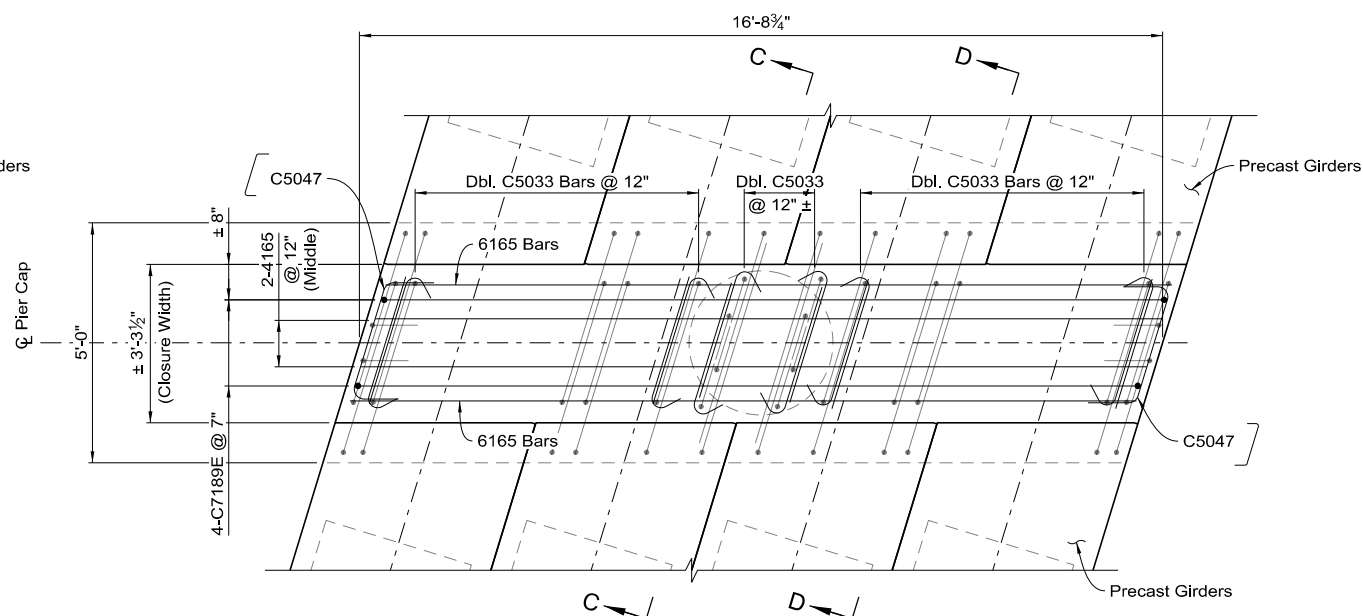 16'-8¾"
C
D
ders
Precast Girders
C5047
Dbl. C5033 Bars @ 12"
Dbl. C5033
@ 12" ±
Dbl. C5033 Bars @ 12"
± 8"
2-4165
@ 12"
(Middle)
6165 Bars
℄ Pier Cap
5'-0"
± 3'-3½"
(Closure Width)
4-C7189E @ 7"
6165 Bars
C5047
Precast Girders
C
D